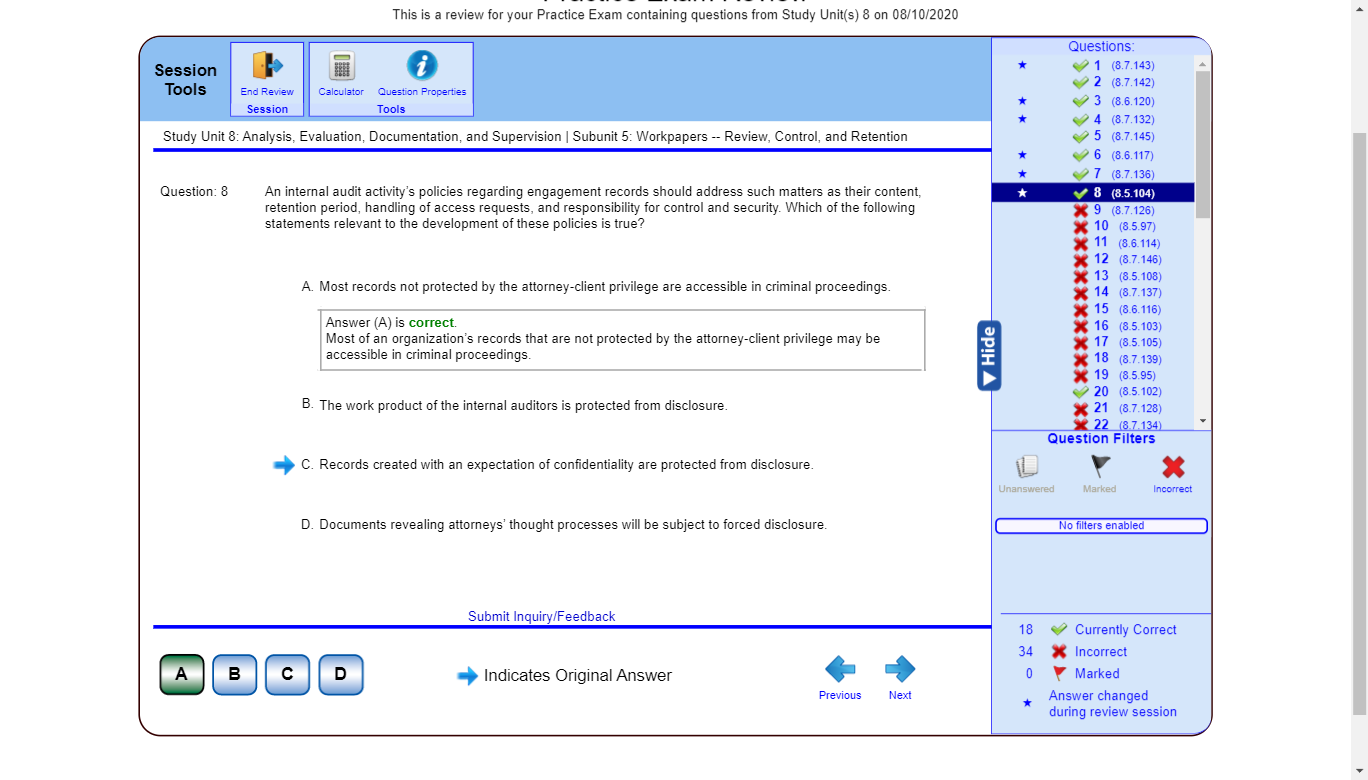 This is a review for your Practice Exam containing questions from Study Unit(s) 8 on 08/10/2020
Session
Tools
End Review
Session
Calculator
Question Properties
Tools
Study Unit 8: Analysis, Evaluation, Documentation, and Supervision | Subunit 5: Workpapers -- Review, Control, and Retention
Question: 8
An internal audit activity's policies regarding engagement records should address such matters as their content,
retention period, handling of access requests, and responsibility for control and security. Which of the following
statements relevant to the development of these policies is true?
A. Most records not protected by the attorney-client privilege are accessible in criminal proceedings.
Answer (A) is correct.
Most of an organization's records that are not protected by the attorney-client privilege may be
accessible in criminal proceedings.
B. The work product of the internal auditors is protected from disclosure.
C. Records created with an expectation of confidentiality are protected from disclosure.
D. Documents revealing attorneys' thought processes will be subject to forced disclosure.
Submit Inquiry/Feedback
A B C D
Indicates Original Answer
Previous
Next
Hide
Questions:
1 (8.7.143)
2 (8.7.142)
3 (8.6.120)
4 (8.7.132)
5 (8.7.145)
6 (8.6.117)
7 (8.7.136)
8 (8.5.104)
9 (8.7.126)
10 (8.5.97)
11 (8.6.114)
12 (8.7.146)
13 (8.5.108)
14 (8.7.137)
15 (8.6.116)
16 (8.5.103)
17 (8.5.105)
18 (8.7.139)
19 (8.5.95)
20 (8.5.102)
21 (8.7.128)
22 (8.7.134)
Question Filters
Unanswered
Marked
Incorrect
No filters enabled
18 Currently Correct
34 Incorrect
0 Marked
Answer changed
during review session